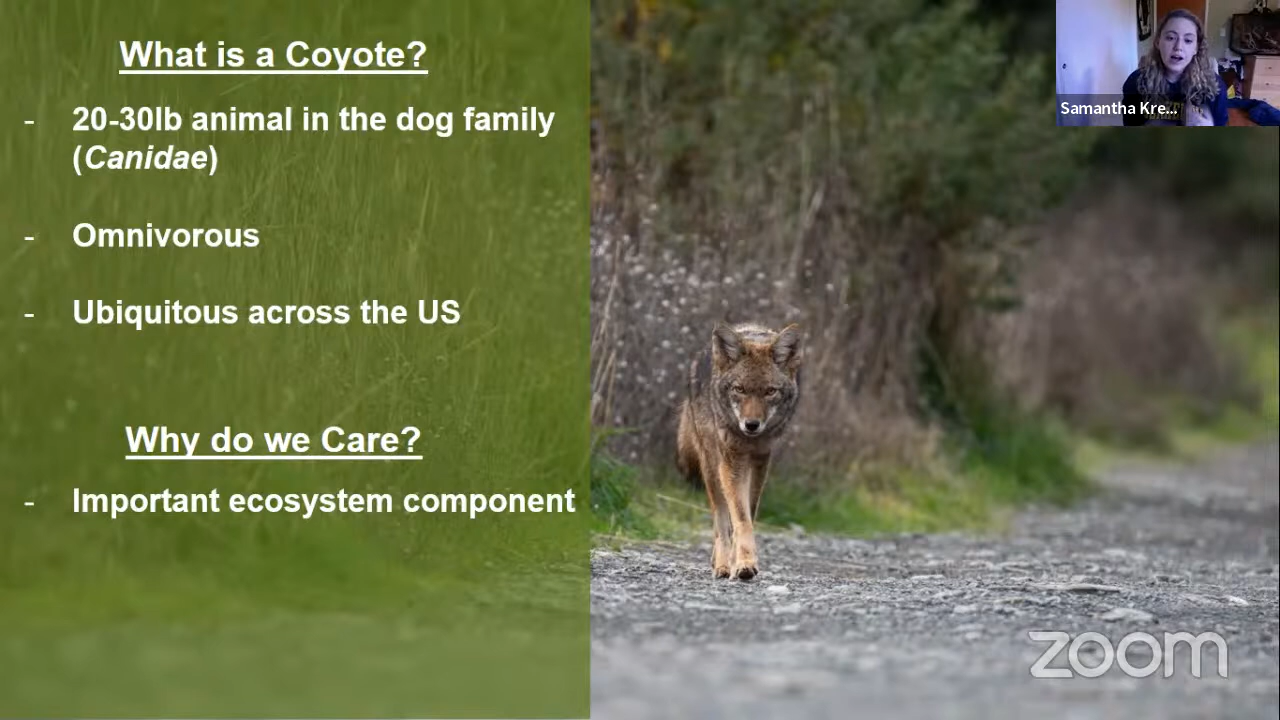 What is a Coyote?
- 20-30lb animal in the dog family
(Canidae)
- Omnivorous
- Ubiquitous across the US
Why do we Care?
- Important ecosystem component
Samantha Kre...
zoom